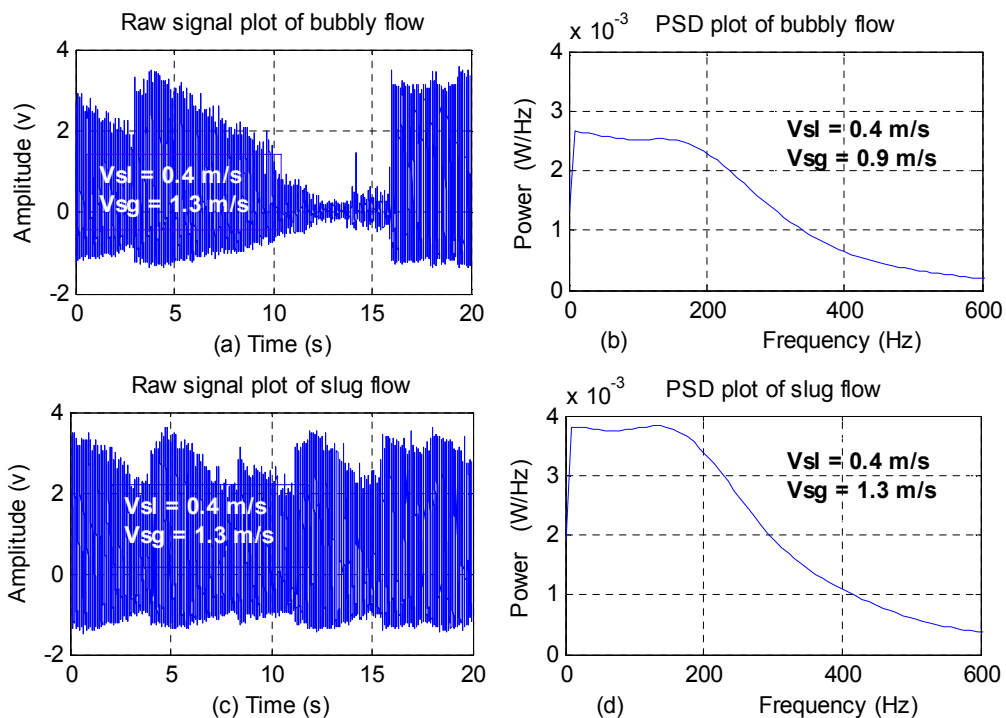 Raw signal plot of bubbly flow
Amplitude (v)
4
2
0
-2
Vsl = 0.4 m/s
Vsg = 1.3 m/s
0 5 10 15 20
(a) Time (s)
x 10-3 PSD plot of bubbly flow
Power (W/Hz)
4
3
2
1
0
Vsl = 0.4 m/s
Vsg = 0.9 m/s
0 200 400 600
(b) Frequency (Hz)
Raw signal plot of slug flow
Amplitude (v)
4
2
0
-2
Vsl = 0.4 m/s
Vsg = 1.3 m/s
0 5 10 15 20
(c) Time (s)
x 10-3 PSD plot of slug flow
Power (W/Hz)
4
3
2
1
0
Vsl = 0.4 m/s
Vsg = 1.3 m/s
0 200 400 600
(d) Frequency (Hz)